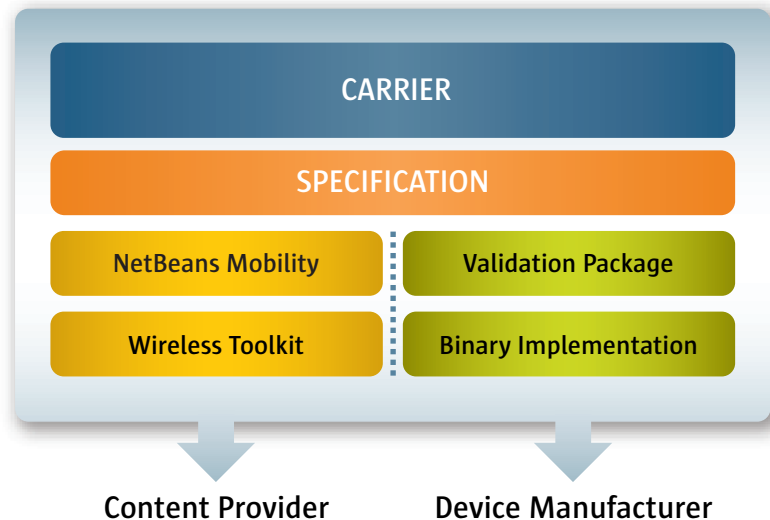 CARRIER
SPECIFICATION
NetBeans Mobility
Validation Package
Wireless Toolkit
Binary Implementation
Content Provider
Device Manufacturer